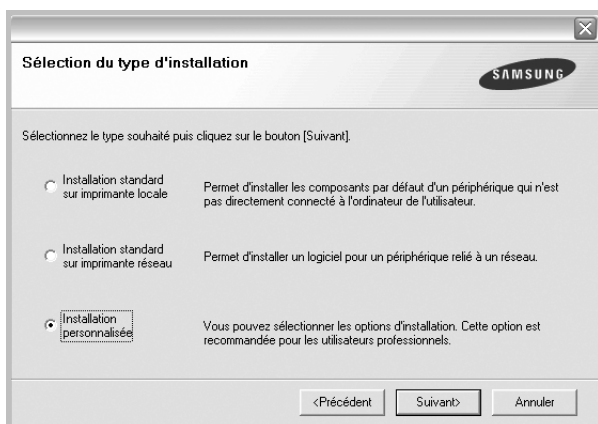 Sélection du type d'installation
SAMSUNG
Sélectionnez le type souhaité puis cliquez sur le bouton [Suivant].
Installation standard
sur imprimante locale
Permet d'installer les composants par défaut d'un périphérique qui n'est
pas directement connecté à l'ordinateur de l'utilisateur.
Installation standard
sur imprimante réseau
Permet d'installer un logiciel pour un périphérique relié à un réseau.
Installation
personnalisée
Vous pouvez sélectionner les options d'installation. Cette option est
recommandée pour les utilisateurs professionnels.
<Précédent
Suivant>
Annuler